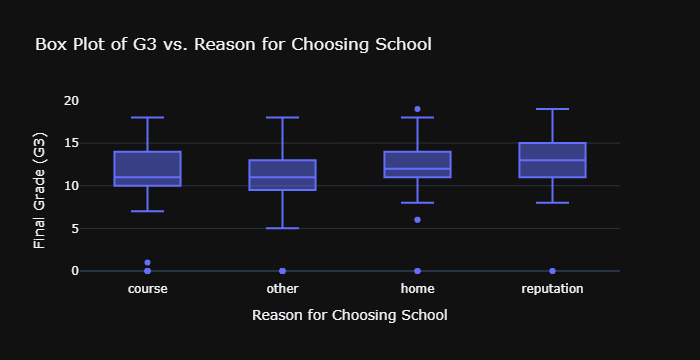 Box Plot of G3 vs. Reason for Choosing School
Final Grade (G3)
20
15
10
5
0
course other home reputation
Reason for Choosing School